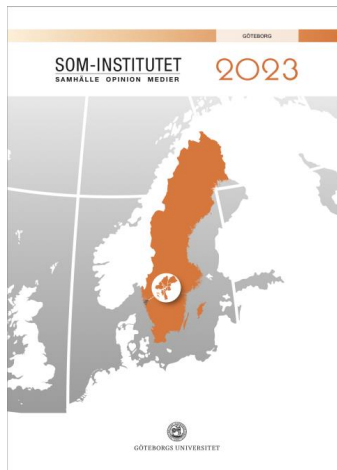 GÖTEBORG
SOM-INSTITUTET
SAMHÄLLE OPINION MEDIER
2023
GÖTEBORGS UNIVERSITET